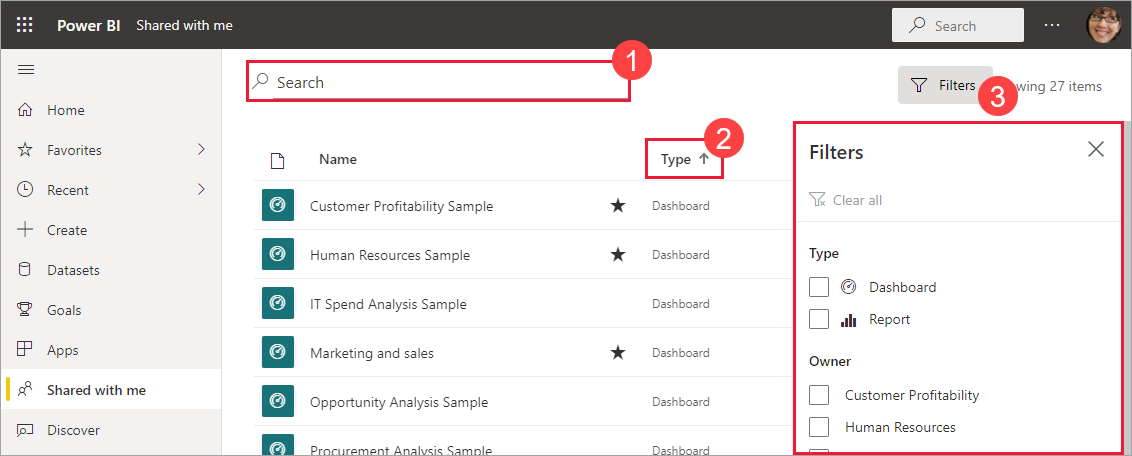 Power BI Shared with me Search ...
1
Search
Filters
wing 27 items
3
Home
Favorites
Recent
Create
Datasets
Goals
Apps
Shared with me
Discover
2
Name Type
Customer Profitability Sample Dashboard
Human Resources Sample Dashboard
IT Spend Analysis Sample Dashboard
Marketing and sales Dashboard
Opportunity Analysis Sample Dashboard
Procurement Analysis Sample Dashboard
Filters
Clear all
Type
Dashboard
Report
Owner
Customer Profitability
Human Resources